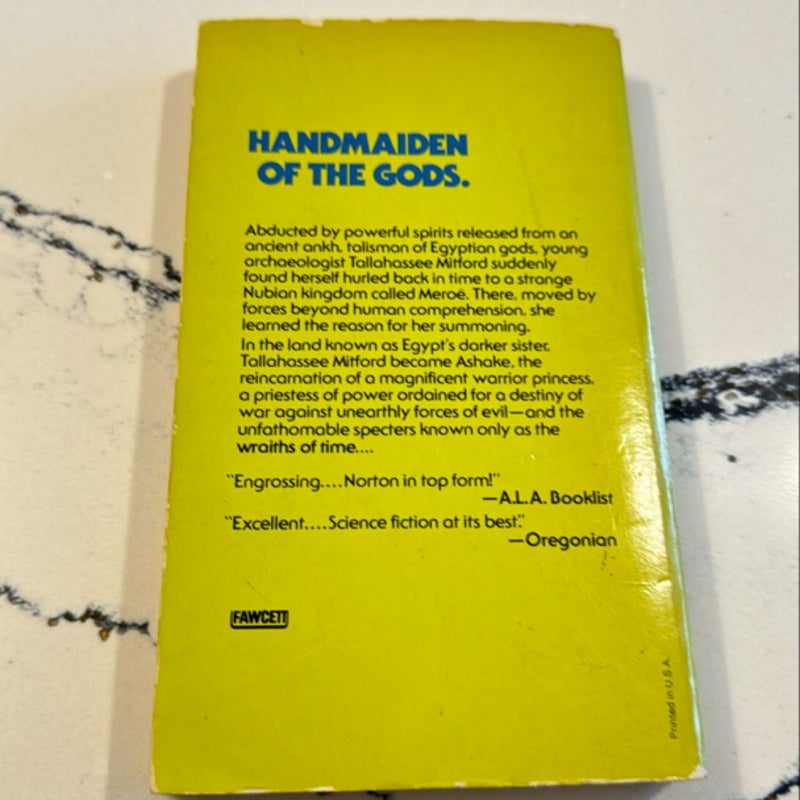 HANDMAIDEN
OF THE GODS.
Abducted by powerful spirits released from an
ancient ankh, talisman of Egyptian gods, young
archaeologist Tallahassee Mitford suddenly
found herself hurled back in time to a strange
Nubian kingdom called Meroë. There, moved by
forces beyond human comprehension, she
learned the reason for her summoning.
In the land known as Egypt's darker sister,
Tallahassee Mitford became Ashake, the
reincarnation of a magnificent warrior princess,
a priestess of power ordained for a destiny of
war against unearthly forces of evil—and the
unfathomable specters known only as the
wraiths of time....
"Engrossing....Norton in top form!"
—A.L.A. Booklist
"Excellent....Science fiction at its best."
—Oregonian
FAWCETT
Printed in U.S.A.